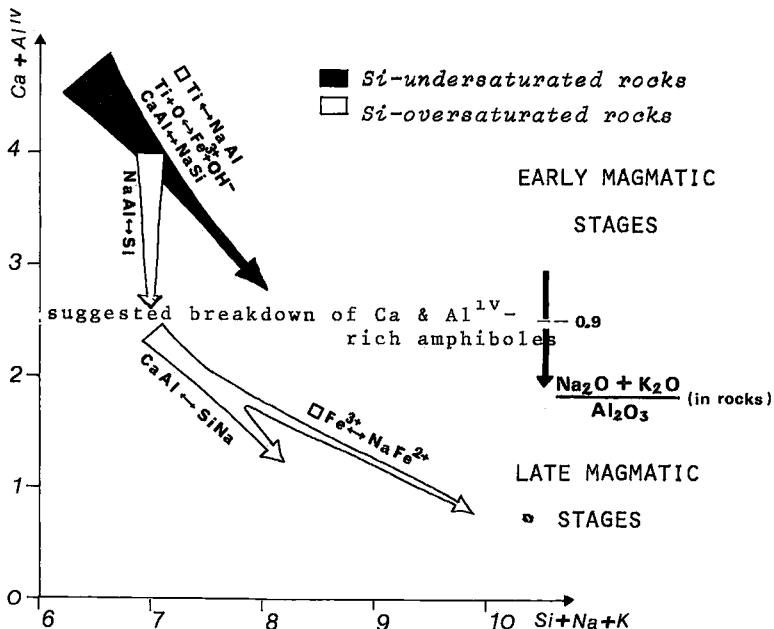 Ca + Al^IV
Si-undersaturated rocks
Si-oversaturated rocks
□ Ti ↔ Na Al
Ti+O ↔ Fe³⁺+OH⁻
CaAl ↔ NaSi
4
NaAl ↔ Si
EARLY MAGMATIC
STAGES
3
suggested breakdown of Ca & Al^IV-
rich amphiboles
0.9
2
CaAl ↔ SiNa
□ Fe³⁺ ↔ NaFe²⁺
Na₂O + K₂O
Al₂O₃ (in rocks)
1
LATE MAGMATIC
STAGES
0
6 7 8 9 10 Si+Na+K